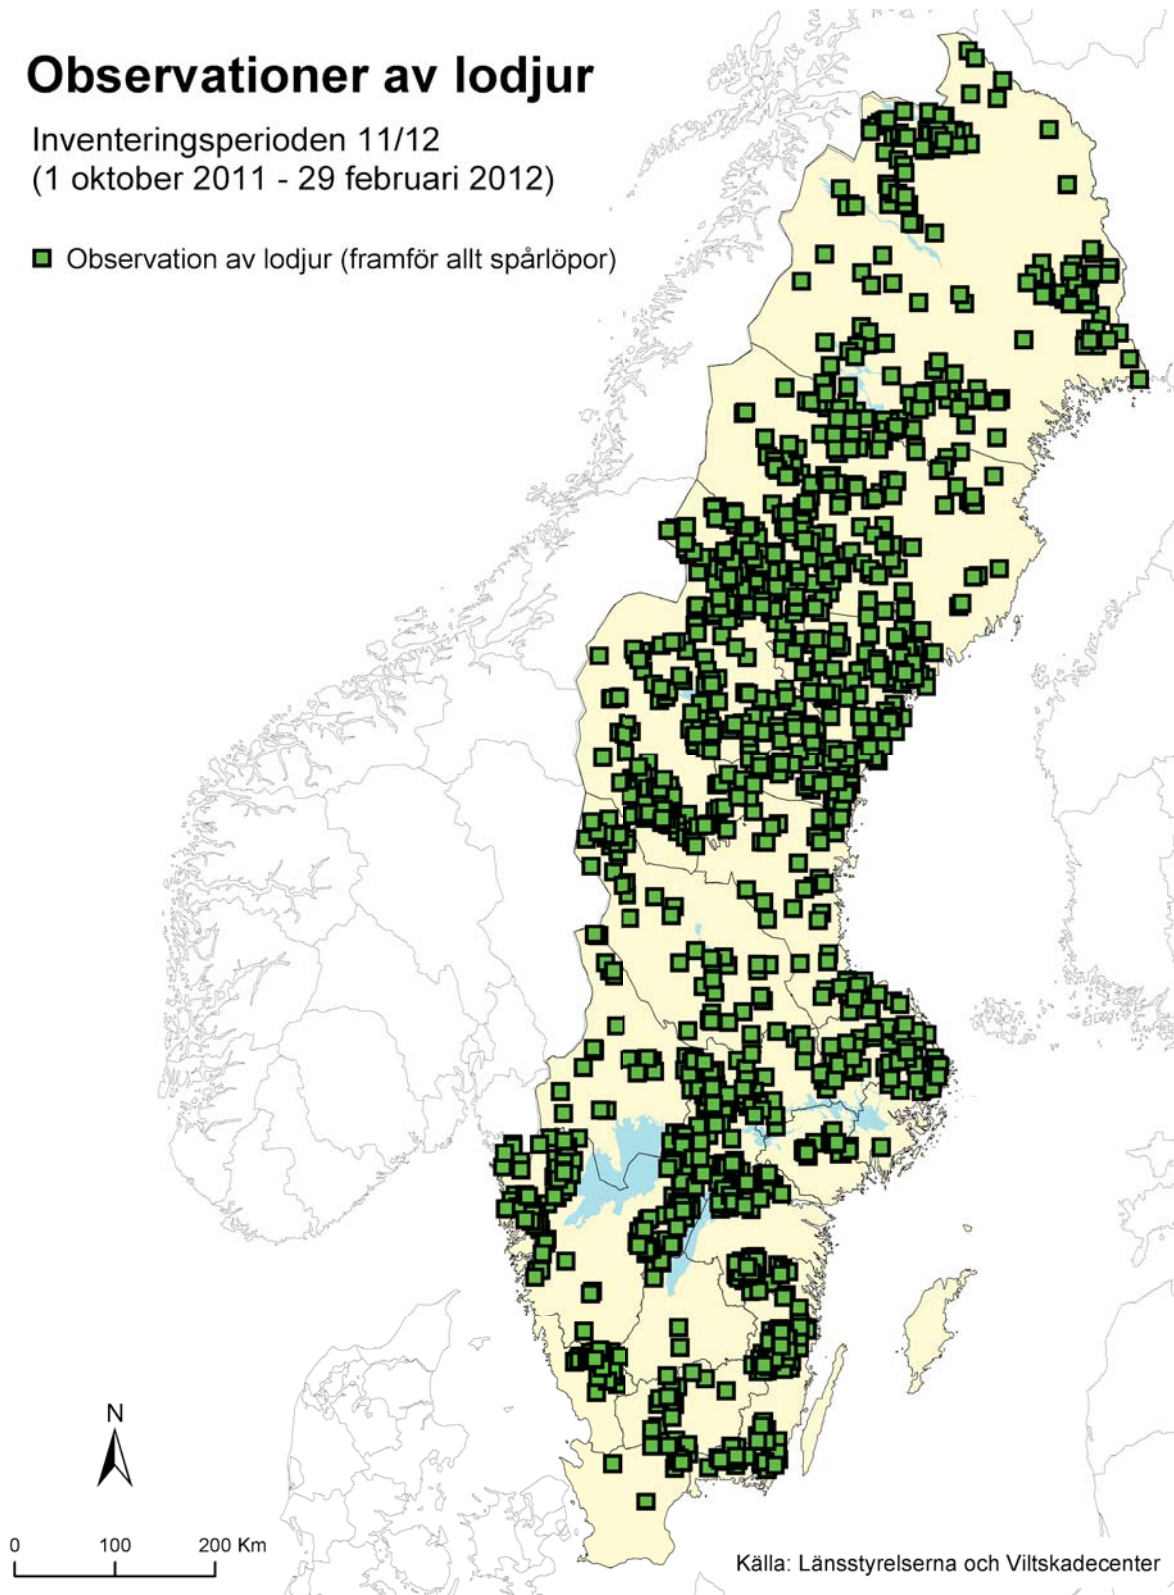 Observationer av lodjur
Inventeringsperioden 11/12
(1 oktober 2011 - 29 februari 2012)
Observation av lodjur (framför allt spårlöpor)
N
0 100 200 Km
Källa: Länsstyrelserna och Viltskadecenter